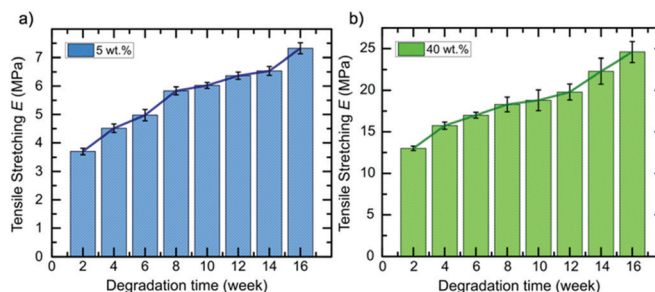 a)
5 wt.%
Tensile Stretching E (MPa)
7
6
5
4
3
2
1
0
0 2 4 6 8 10 12 14 16
Degradation time (week)
b)
40 wt.%
Tensile Stretching E (MPa)
25
20
15
10
5
0
0 2 4 6 8 10 12 14 16
Degradation time (week)